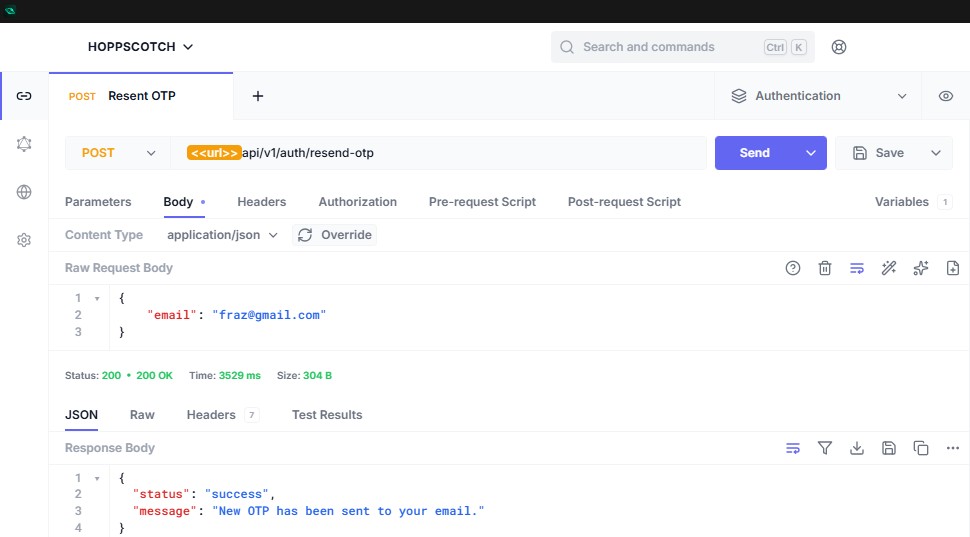 HOPPSCOTCH
Search and commands Ctrl K
POST Resent OTP
Authentication
POST <<url>>api/v1/auth/resend-otp Send Save
Parameters Body Headers Authorization Pre-request Script Post-request Script Variables 1
Content Type application/json Override
Raw Request Body
1 {
2 "email": "fraz@gmail.com"
3 }
Status: 200 • 200 OK Time: 3529 ms Size: 304 B
JSON Raw Headers 7 Test Results
Response Body
1 {
2 "status": "success",
3 "message": "New OTP has been sent to your email."
4 }